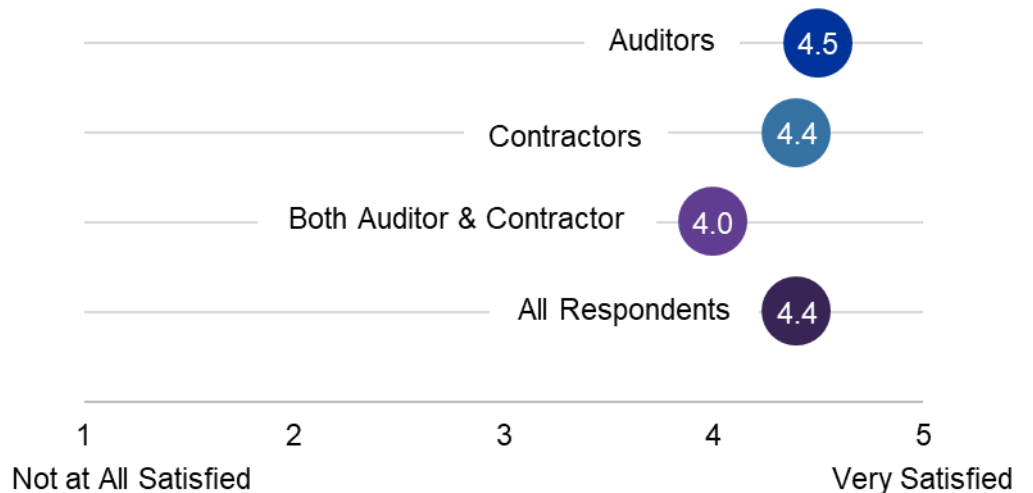 Auditors 4.5
Contractors 4.4
Both Auditor & Contractor 4.0
All Respondents 4.4
1 2 3 4 5
Not at All Satisfied Very Satisfied